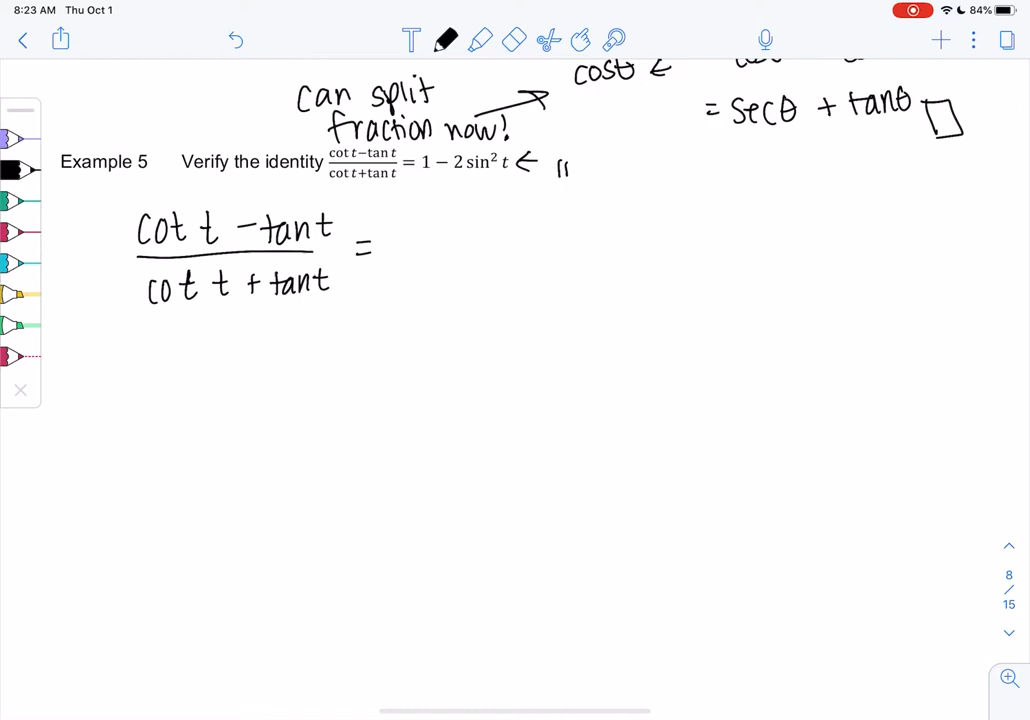 8:23 AM Thu Oct 1
84%
cosθ
can split
= secθ + tanθ
fraction now!
Example 5 Verify the identity (cot t−tan t)/(cot t+tan t) = 1 − 2 sin² t ←
(cot t − tan t)/(cot t + tan t) =
8
/
15